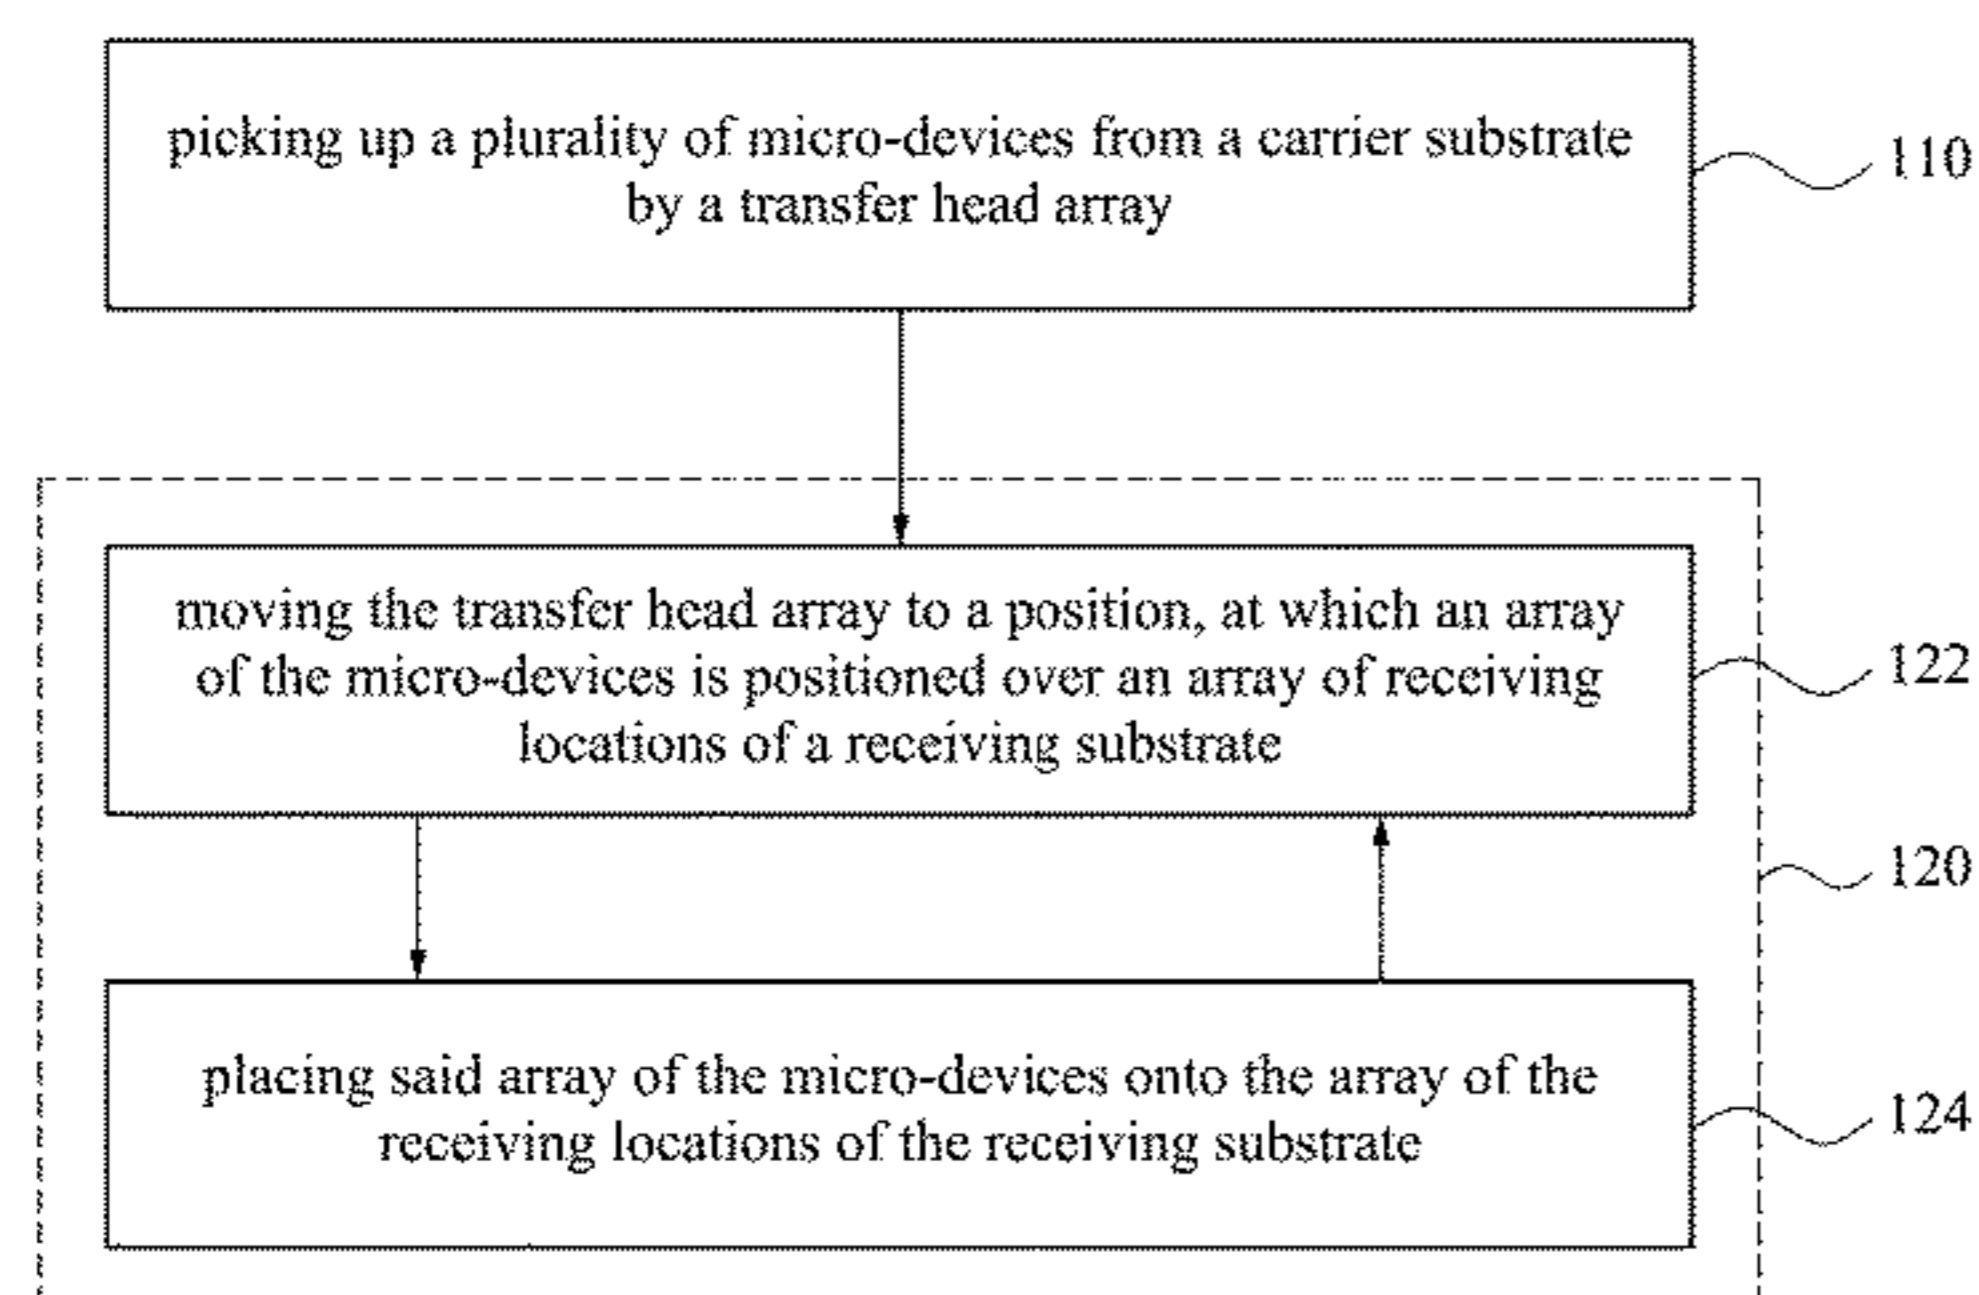 picking up a plurality of micro-devices from a carrier substrate
by a transfer head array
110
moving the transfer head array to a position, at which an array
of the micro-devices is positioned over an array of receiving
locations of a receiving substrate
122
120
placing said array of the micro-devices onto the array of the
receiving locations of the receiving substrate
124